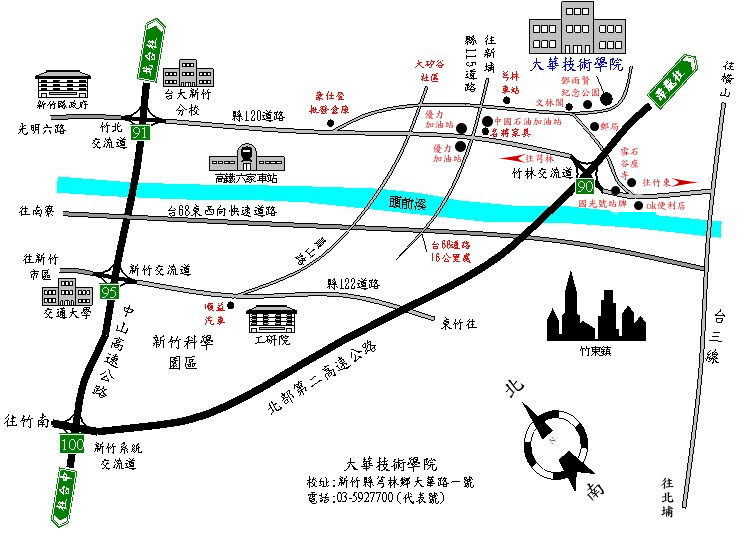 往台北
新竹縣政府
光明六路
台大新竹
分校
竹北
交流道
91
縣120道路
豪仕登
批發倉庫
大矽谷
社區
縣115道路
往新埔
芎林
車站
大華技術學院
鄧雨賢
紀念公園
文林閣
郵局
往橫山
優力
加油站
中國石油加油站
名將家具
優力
加油站
往芎林
竹林交流道
90
雪石
谷座
寺
往竹東
國光號站牌
ok便利店
高鐵六家車站
頭前溪
往南寮
台68東西向快速道路
台68道路
16公里處
往新竹
市區
新竹交流道
95
交通大學
縣122道路
順益
汽車
工研院
往竹東
新竹科學
園區
中山高速公路
北部第二高速公路
竹東鎮
台三線
往竹南
100
新竹系統
交流道
往台中
北
N
南
往北埔
大華技術學院
校址:新竹縣芎林鄉大華路一號
電話:03-5927700(代表號)